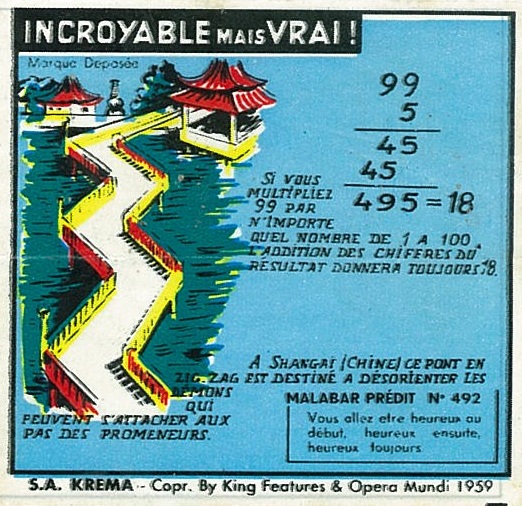 INCROYABLE MAIS VRAI !
Marque Deposée
99
5
45
45
495 = 18
SI VOUS
MULTIPLIEZ
99 PAR
N'IMPORTE
QUEL NOMBRE DE 1 A 100,
L'ADDITION DES CHIFFRES DU
RESULTAT DONNERA TOUJOURS 18.
A SHANGAI (CHINE) CE PONT EN
ZIG. ZAG EST DESTINÉ A DÉSORIENTER LES
DÉMONS
QUI
PEUVENT S'ATTACHER AUX
PAS DES PROMENEURS.
MALABAR PRÉDIT N° 492
Vous allez etre heureux au
début, heureux ensuite,
heureux toujours
S.A. KREMA - Copr. By King Features & Opera Mundi 1959